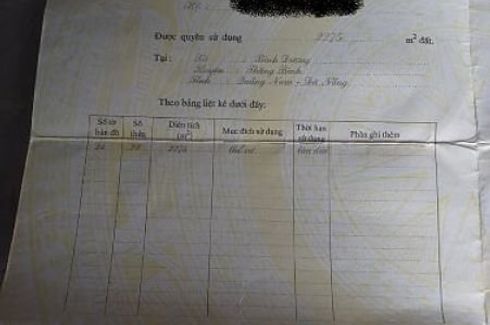 Được quyền sử dụng 2275 m² đất.
Tại: Xã : Bình Dương
Huyện : Thăng Bình
Tỉnh : Quảng Nam - Đà Nẵng
Theo bảng liệt kê dưới đây:
Số tờ bản đồ Số thửa Diện tích (m²) Mục đích sử dụng Thời hạn sử dụng Phần ghi thêm